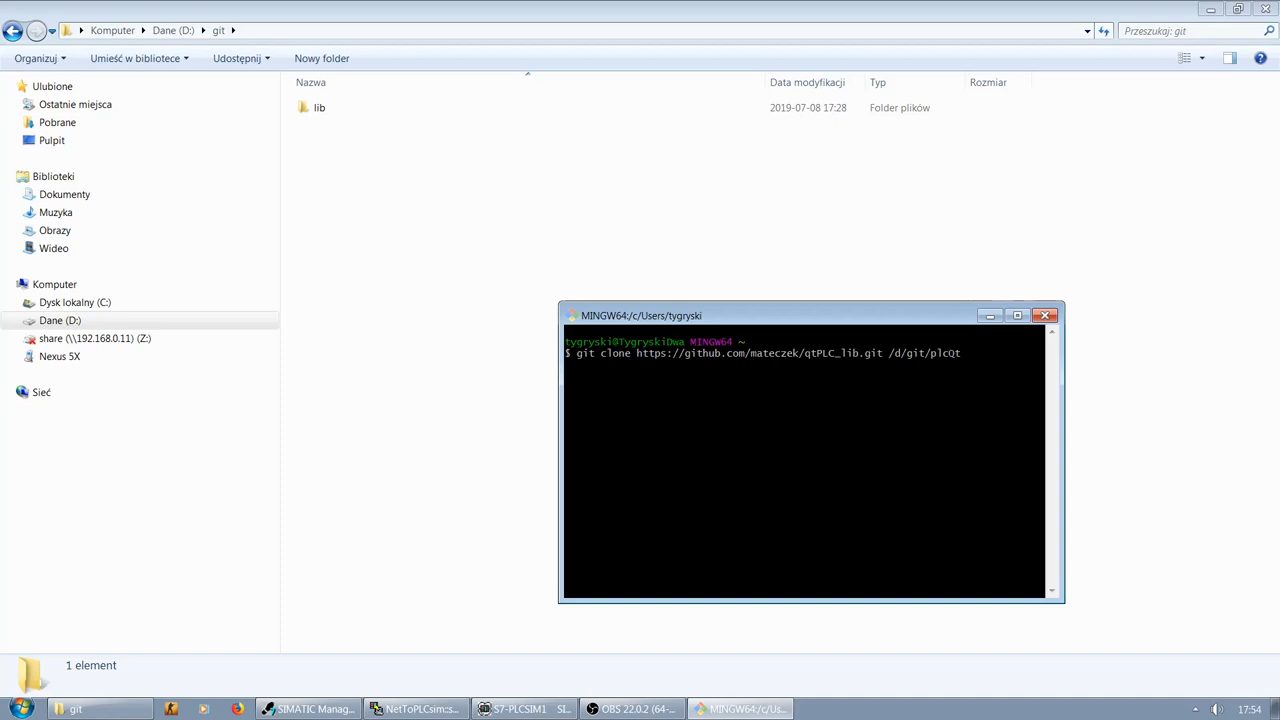 Komputer
Dane (D:)
git
Przeszukaj: git
Organizuj
Umieść w bibliotece
Udostępnij
Nowy folder
Nazwa
Data modyfikacji
Typ
Rozmiar
lib
2019-07-08 17:28
Folder plików
Ulubione
Ostatnie miejsca
Pobrane
Pulpit
Biblioteki
Dokumenty
Muzyka
Obrazy
Wideo
Komputer
Dysk lokalny (C:)
Dane (D:)
share (\\192.168.0.11) (Z:)
Nexus 5X
Sieć
MINGW64:/c/Users/tygryski
tygryski@TygryskiDwa MINGW64 ~
$ git clone https://github.com/mateczek/qtPLC_lib.git /d/git/plcQt
1 element
git
SIMATIC Manag...
NetToPLCsim::s...
S7-PLCSIM1 SI...
OBS 22.0.2 (64-...
MINGW64:/c/Us...
17:54